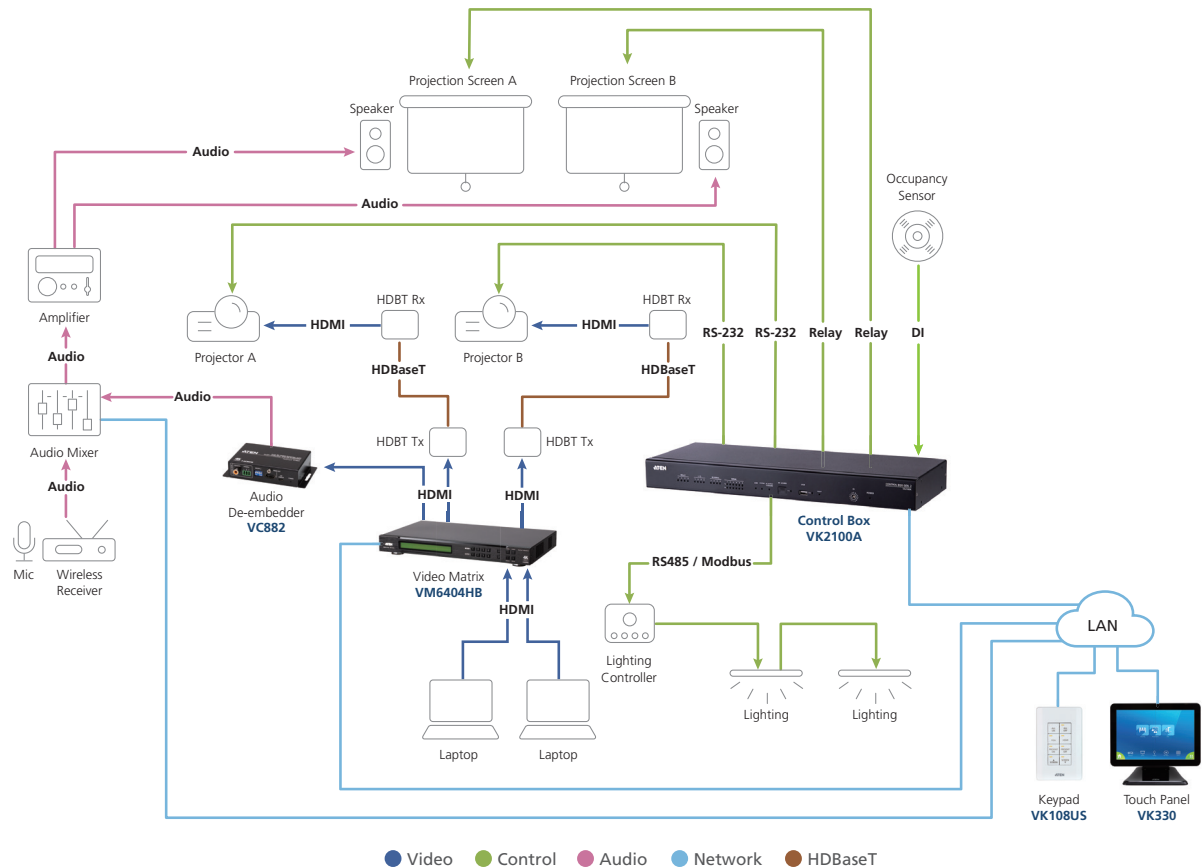 Projection Screen A
Projection Screen B
Speaker
Speaker
Audio
Audio
Occupancy
Sensor
HDBT Rx
HDBT Rx
Amplifier
HDMI
HDMI
RS-232
RS-232
Relay
Relay
DI
Projector A
Projector B
Audio
HDBaseT
HDBaseT
Audio
HDBT Tx
HDBT Tx
Audio Mixer
ATEN
Audio
HDMI
HDMI
Audio
De-embedder
VC882
Control Box
VK2100A
Mic
Wireless
Receiver
Video Matrix
VM6404HB
RS485 / Modbus
HDMI
LAN
Lighting
Controller
Lighting
Lighting
Laptop
Laptop
ATEN
Keypad
VK108US
Touch Panel
VK330
Video
Control
Audio
Network
HDBaseT